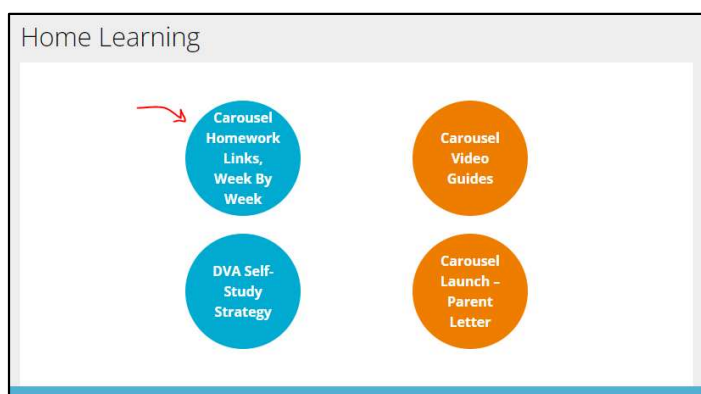 Home Learning
Carousel
Homework
Links,
Week By
Week
Carousel
Video
Guides
DVA Self-
Study
Strategy
Carousel
Launch –
Parent
Letter